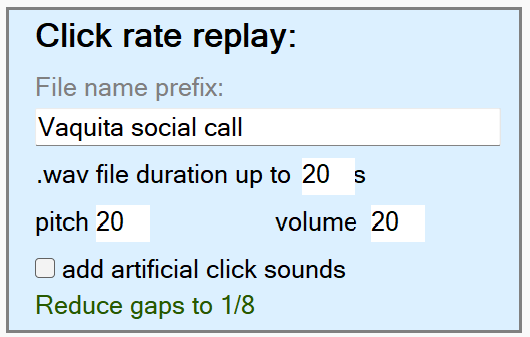 Click rate replay:
File name prefix:
Vaquita social call
.wav file duration up to 20 s
pitch 20 volume 20
add artificial click sounds
Reduce gaps to 1/8